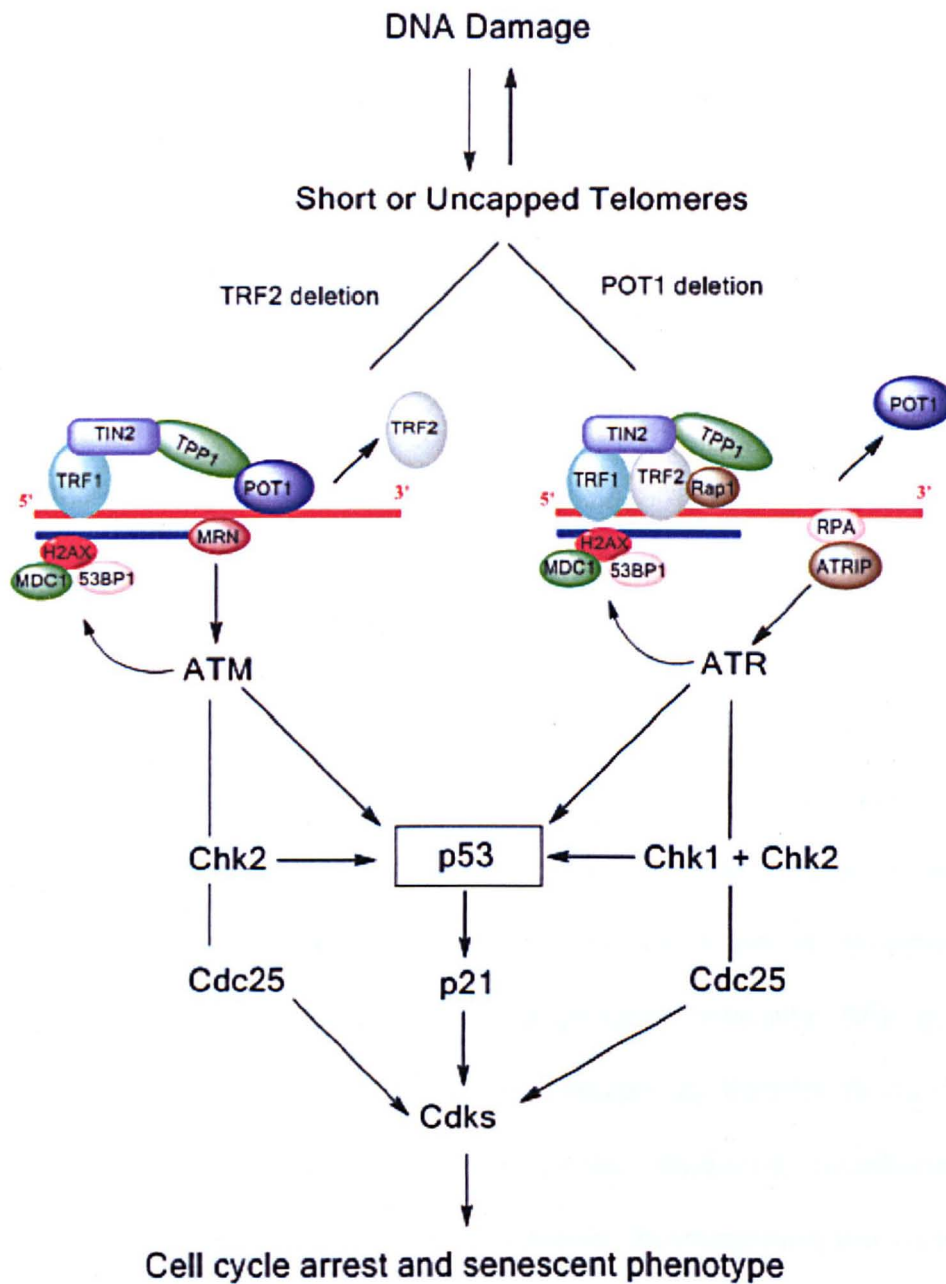 DNA Damage
Short or Uncapped Telomeres
TRF2 deletion
POT1 deletion
TIN2
TPP1
TRF1
POT1
TRF2
5'
3'
MRN
H2AX
MDC1
53BP1
ATM
TIN2
TPP1
TRF1
TRF2
Rap1
POT1
5'
3'
RPA
ATRIP
H2AX
MDC1
53BP1
ATR
Chk2
p53
Chk1 + Chk2
Cdc25
p21
Cdc25
Cdks
Cell cycle arrest and senescent phenotype